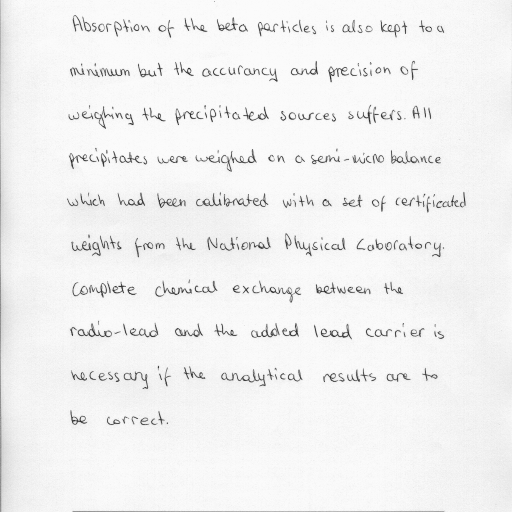 Absorption of the beta particles is also kept to a
minimum but the accurancy and precision of
weighing the precipitated sources suffers. All
precipitates were weighed on a semi-micro balance
which had been calibrated with a set of certificated
weights from the National Physical Laboratory.
Complete chemical exchange between the
radio-lead and the added lead carrier is
necessary if the analytical results are to
be correct.